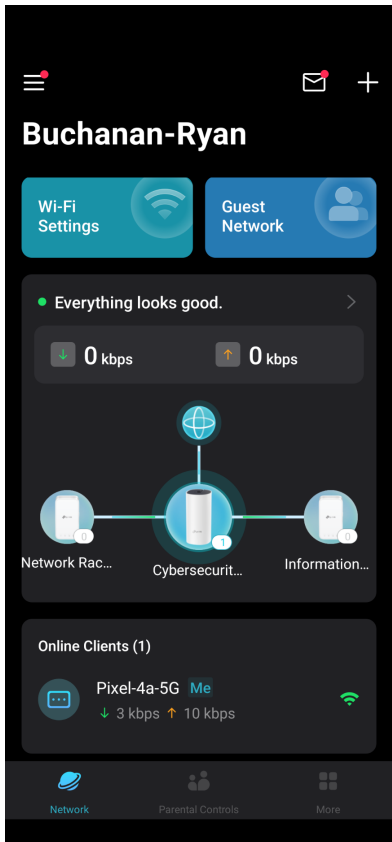 Buchanan-Ryan
Wi-Fi
Settings
Guest
Network
Everything looks good.
↓ 0 kbps
↑ 0 kbps
1
Network Rac...
Cybersecurit...
Information...
Online Clients (1)
Pixel-4a-5G Me
↓ 3 kbps ↑ 10 kbps
Network
Parental Controls
More